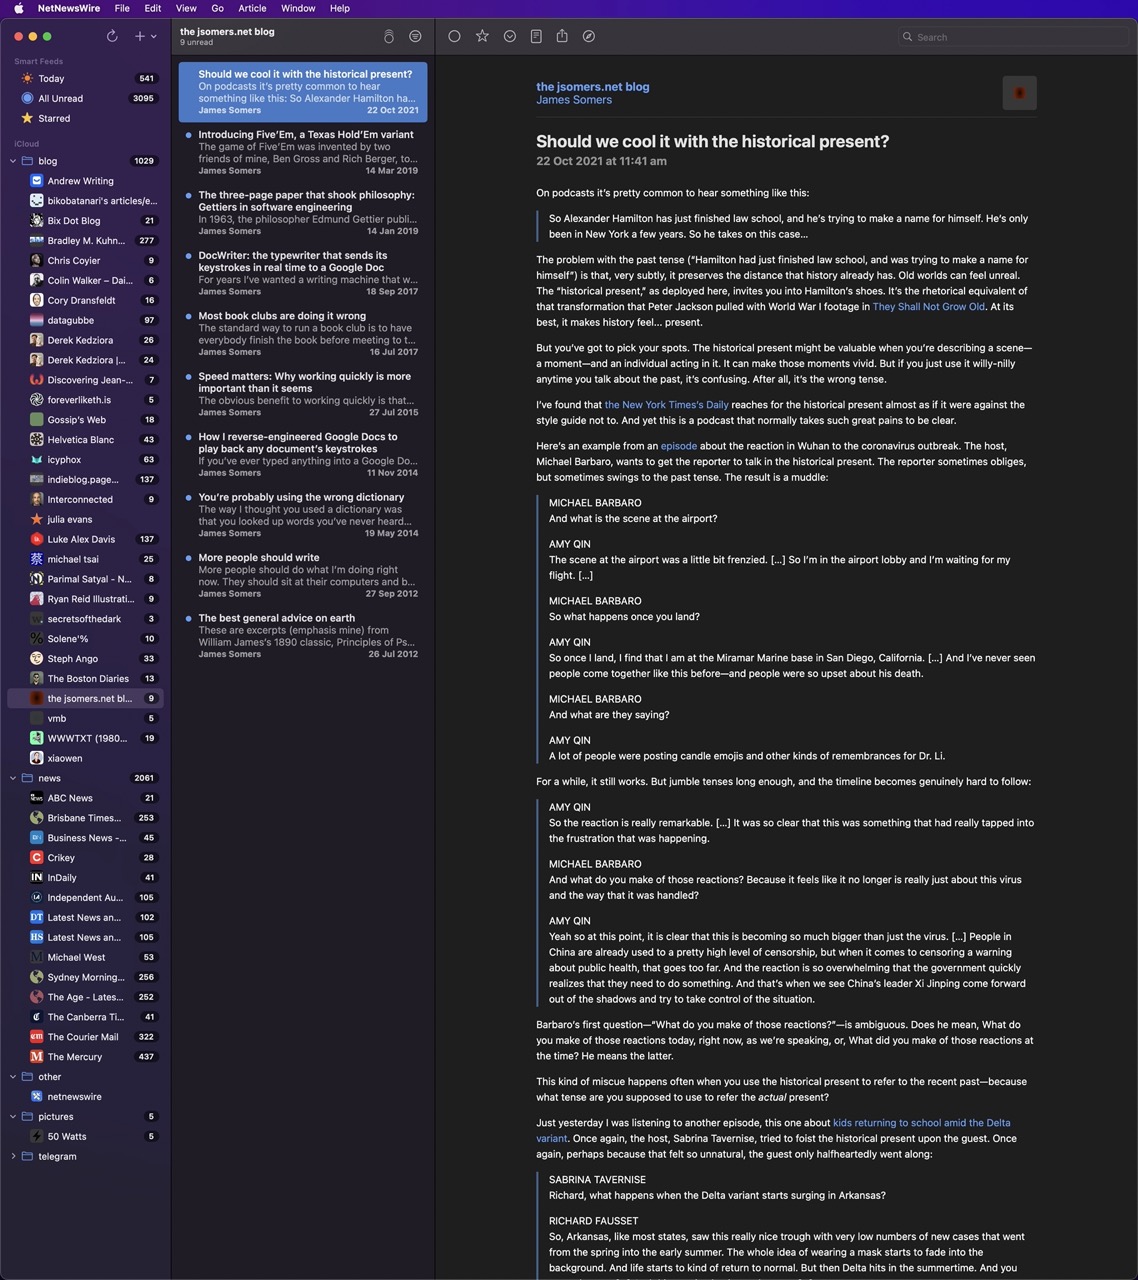 NetNewsWire File Edit View Go Article Window Help
Smart Feeds
Today 541
All Unread 3095
Starred
iCloud
blog 1029
Andrew Writing
bikobatanari's articles/e...
Bix Dot Blog 21
Bradley M. Kuhn... 277
Chris Coyier 9
Colin Walker – Dai... 6
Cory Dransfeldt 16
datagubbe 97
Derek Kedziora 26
Derek Kedziora |... 24
Discovering Jean-... 7
foreverliketh.is 5
Gossip's Web 18
Helvetica Blanc 43
icyphox 63
indieblog.page... 137
Interconnected 9
julia evans
Luke Alex Davis 137
michael tsai 25
Parimal Satyal - N... 8
Ryan Reid Illustrati... 9
secretsofthedark 3
Solene'% 10
Steph Ango 33
The Boston Diaries 13
the jsomers.net bl... 9
vmb 5
WWWTXT (1980... 19
xiaowen
news 2061
ABC News 21
Brisbane Times... 253
Business News -... 45
Crikey 28
InDaily 41
Independent Au... 105
Latest News an... 102
Latest News an... 105
Michael West 53
Sydney Morning... 256
The Age - Lates... 252
The Canberra Ti... 41
The Courier Mail 322
The Mercury 437
other
netnewswire
pictures 5
50 Watts 5
telegram
the jsomers.net blog
9 unread
Should we cool it with the historical present?
On podcasts it's pretty common to hear
something like this: So Alexander Hamilton ha...
James Somers 22 Oct 2021
Introducing Five'Em, a Texas Hold'Em variant
The game of Five'Em was invented by two
friends of mine, Ben Gross and Rich Berger, to...
James Somers 14 Mar 2019
The three-page paper that shook philosophy:
Gettiers in software engineering
In 1963, the philosopher Edmund Gettier publi...
James Somers 14 Jan 2019
DocWriter: the typewriter that sends its
keystrokes in real time to a Google Doc
For years I've wanted a writing machine that w...
James Somers 18 Sep 2017
Most book clubs are doing it wrong
The standard way to run a book club is to have
everybody finish the book before meeting to t...
James Somers 16 Jul 2017
Speed matters: Why working quickly is more
important than it seems
The obvious benefit to working quickly is that...
James Somers 27 Jul 2015
How I reverse-engineered Google Docs to
play back any document's keystrokes
If you've ever typed anything into a Google Do...
James Somers 11 Nov 2014
You're probably using the wrong dictionary
The way I thought you used a dictionary was
that you looked up words you've never heard...
James Somers 19 May 2014
More people should write
More people should do what I'm doing right
now. They should sit at their computers and b...
James Somers 27 Sep 2012
The best general advice on earth
These are excerpts (emphasis mine) from
William James's 1890 classic, Principles of Ps...
James Somers 26 Jul 2012
Search
the jsomers.net blog
James Somers
Should we cool it with the historical present?
22 Oct 2021 at 11:41 am
On podcasts it's pretty common to hear something like this:
So Alexander Hamilton has just finished law school, and he's trying to make a name for himself. He's only
been in New York a few years. So he takes on this case...
The problem with the past tense ("Hamilton had just finished law school, and was trying to make a name for
himself") is that, very subtly, it preserves the distance that history already has. Old worlds can feel unreal.
The "historical present," as deployed here, invites you into Hamilton's shoes. It's the rhetorical equivalent of
that transformation that Peter Jackson pulled with World War I footage in They Shall Not Grow Old. At its
best, it makes history feel... present.
But you've got to pick your spots. The historical present might be valuable when you're describing a scene—
a moment—and an individual acting in it. It can make those moments vivid. But if you just use it willy-nilly
anytime you talk about the past, it's confusing. After all, it's the wrong tense.
I've found that the New York Times's Daily reaches for the historical present almost as if it were against the
style guide not to. And yet this is a podcast that normally takes such great pains to be clear.
Here's an example from an episode about the reaction in Wuhan to the coronavirus outbreak. The host,
Michael Barbaro, wants to get the reporter to talk in the historical present. The reporter sometimes obliges,
but sometimes swings to the past tense. The result is a muddle:
MICHAEL BARBARO
And what is the scene at the airport?
AMY QIN
The scene at the airport was a little bit frenzied. [...] So I'm in the airport lobby and I'm waiting for my
flight. [...]
MICHAEL BARBARO
So what happens once you land?
AMY QIN
So once I land, I find that I am at the Miramar Marine base in San Diego, California. [...] And I've never seen
people come together like this before—and people were so upset about his death.
MICHAEL BARBARO
And what are they saying?
AMY QIN
A lot of people were posting candle emojis and other kinds of remembrances for Dr. Li.
For a while, it still works. But jumble tenses long enough, and the timeline becomes genuinely hard to follow:
AMY QIN
So the reaction is really remarkable. [...] It was so clear that this was something that had really tapped into
the frustration that was happening.
MICHAEL BARBARO
And what do you make of those reactions? Because it feels like it no longer is really just about this virus
and the way that it was handled?
AMY QIN
Yeah so at this point, it is clear that this is becoming so much bigger than just the virus. [...] People in
China are already used to a pretty high level of censorship, but when it comes to censoring a warning
about public health, that goes too far. And the reaction is so overwhelming that the government quickly
realizes that they need to do something. And that's when we see China's leader Xi Jinping come forward
out of the shadows and try to take control of the situation.
Barbaro's first question—"What do you make of those reactions?"—is ambiguous. Does he mean, What do
you make of those reactions today, right now, as we're speaking, or, What did you make of those reactions at
the time? He means the latter.
This kind of miscue happens often when you use the historical present to refer to the recent past—because
what tense are you supposed to use to refer the actual present?
Just yesterday I was listening to another episode, this one about kids returning to school amid the Delta
variant. Once again, the host, Sabrina Tavernise, tried to foist the historical present upon the guest. Once
again, perhaps because that felt so unnatural, the guest only halfheartedly went along:
SABRINA TAVERNISE
Richard, what happens when the Delta variant starts surging in Arkansas?
RICHARD FAUSSET
So, Arkansas, like most states, saw this really nice trough with very low numbers of new cases that went
from the spring into the early summer. The whole idea of wearing a mask starts to fade into the
background. And life starts to kind of return to normal. But then Delta hits in the summertime. And you